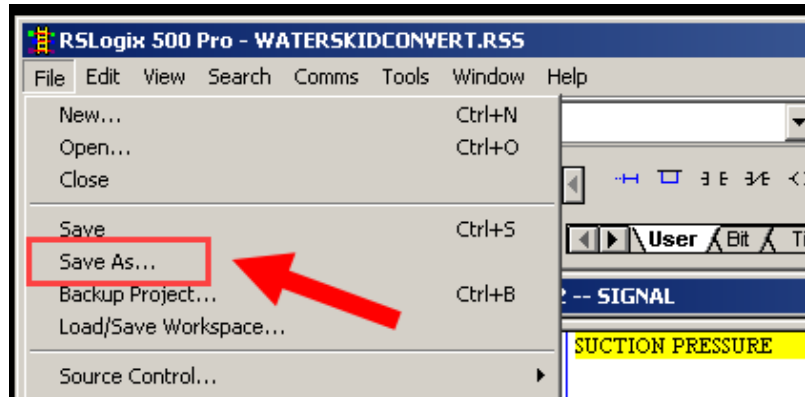 RSLogix 500 Pro - WATERSKIDCONVERT.RSS
File Edit View Search Comms Tools Window Help
New... Ctrl+N
Open... Ctrl+O
Close
Save Ctrl+S
Save As...
Backup Project... Ctrl+B
Load/Save Workspace...
Source Control...
User Bit
-- SIGNAL
SUCTION PRESSURE